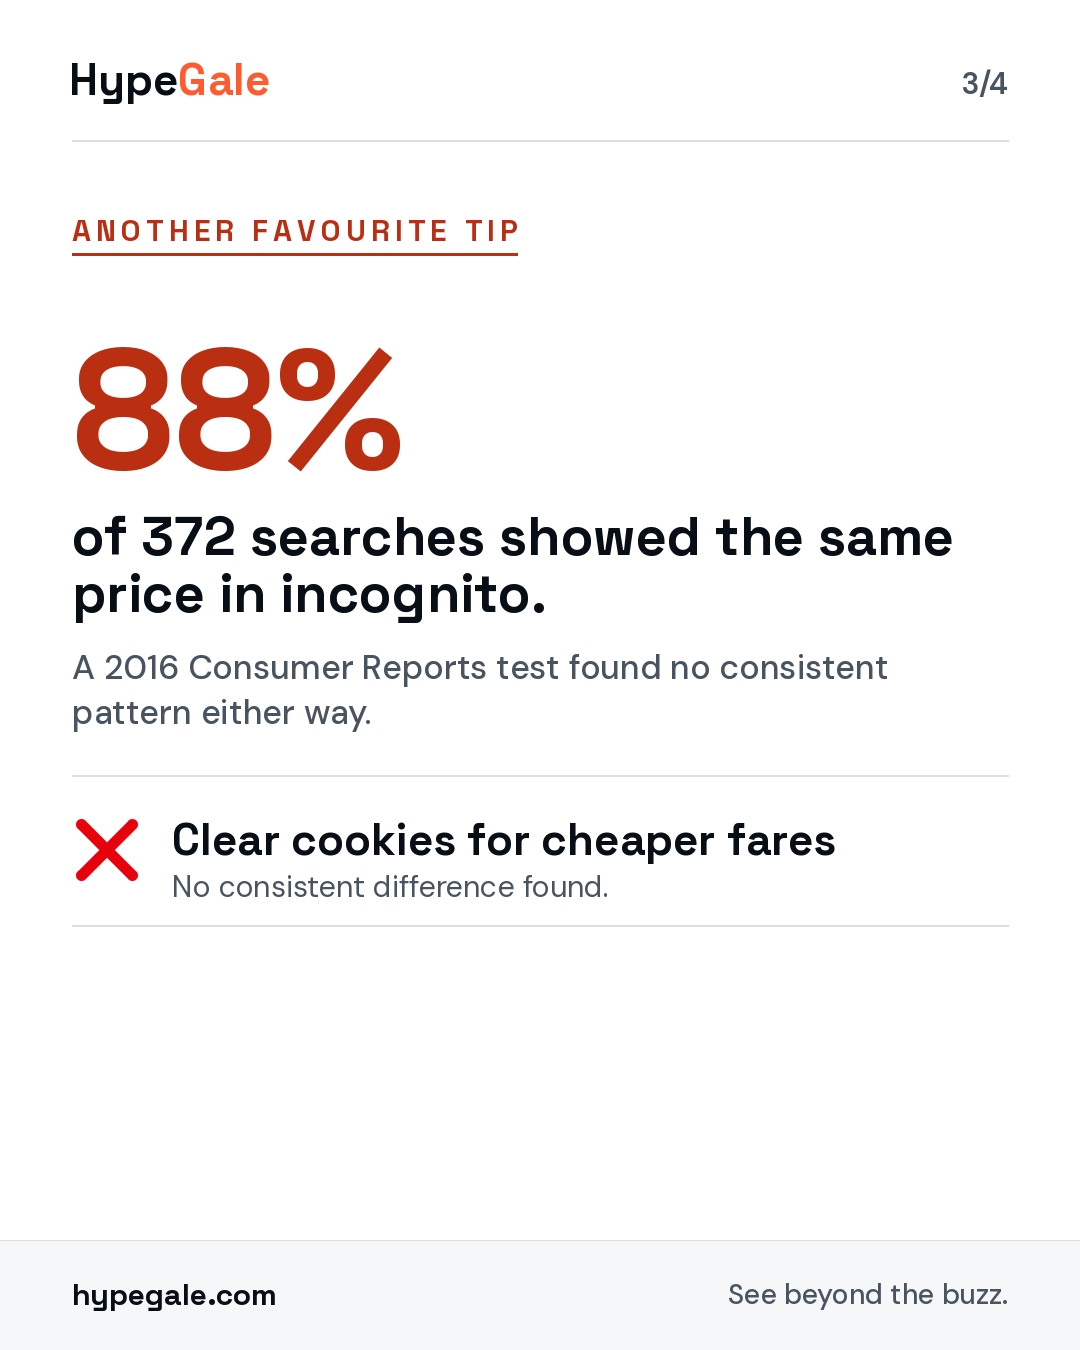 HypeGale
3/4
ANOTHER FAVOURITE TIP
88%
of 372 searches showed the same
price in incognito.
A 2016 Consumer Reports test found no consistent
pattern either way.
Clear cookies for cheaper fares
No consistent difference found.
hypegale.com
See beyond the buzz.